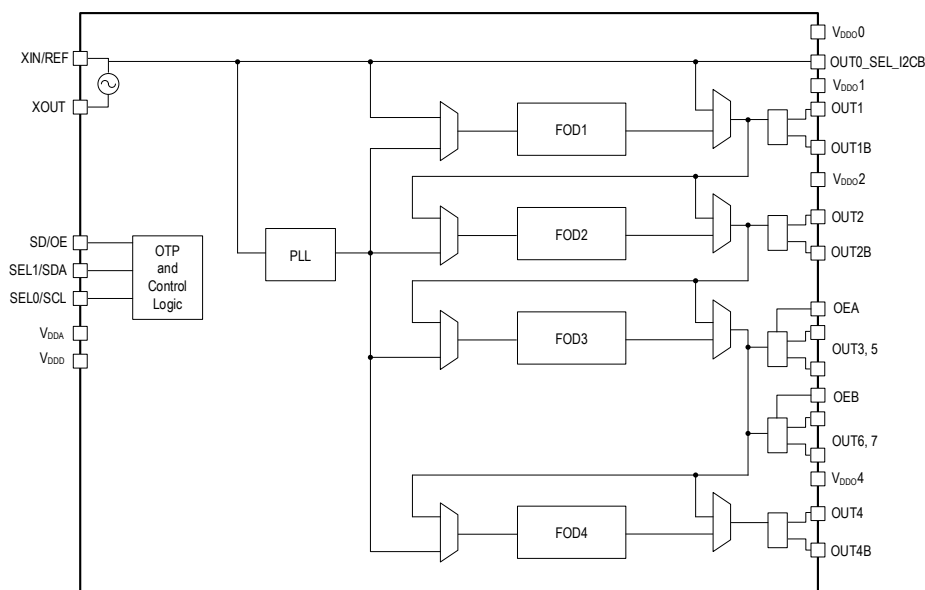 XIN/REF
XOUT
SD/OE
SEL1/SDA
SEL0/SCL
VDDA
VDDD
OTP
and
Control
Logic
PLL
FOD1
FOD2
FOD3
FOD4
VDDO0
OUT0_SEL_I2CB
VDDO1
OUT1
OUT1B
VDDO2
OUT2
OUT2B
OEA
OUT3, 5
OEB
OUT6, 7
VDDO4
OUT4
OUT4B